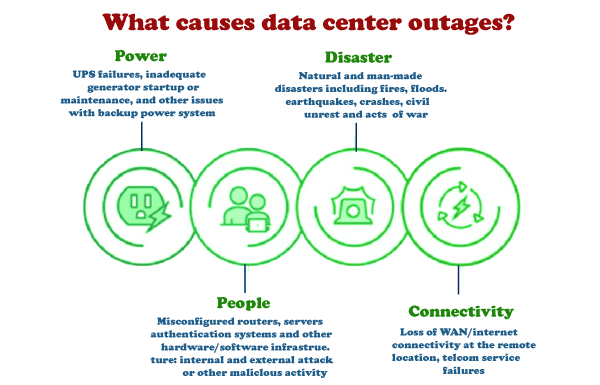 What causes data center outages?
Power
UPS failures, inadequate
generator startup or
maintenance, and other issues
with backup power system
Disaster
Natural and man-made
disasters including fires, floods.
earthquakes, crashes, civil
unrest and acts of war
People
Misconfigured routers, servers
authentication systems and other
hardware/software infrastrue.
ture: internal and external attack
or other malicious activity
Connectivity
Loss of WAN/internet
connectivity at the remote
location, telcom service
failures